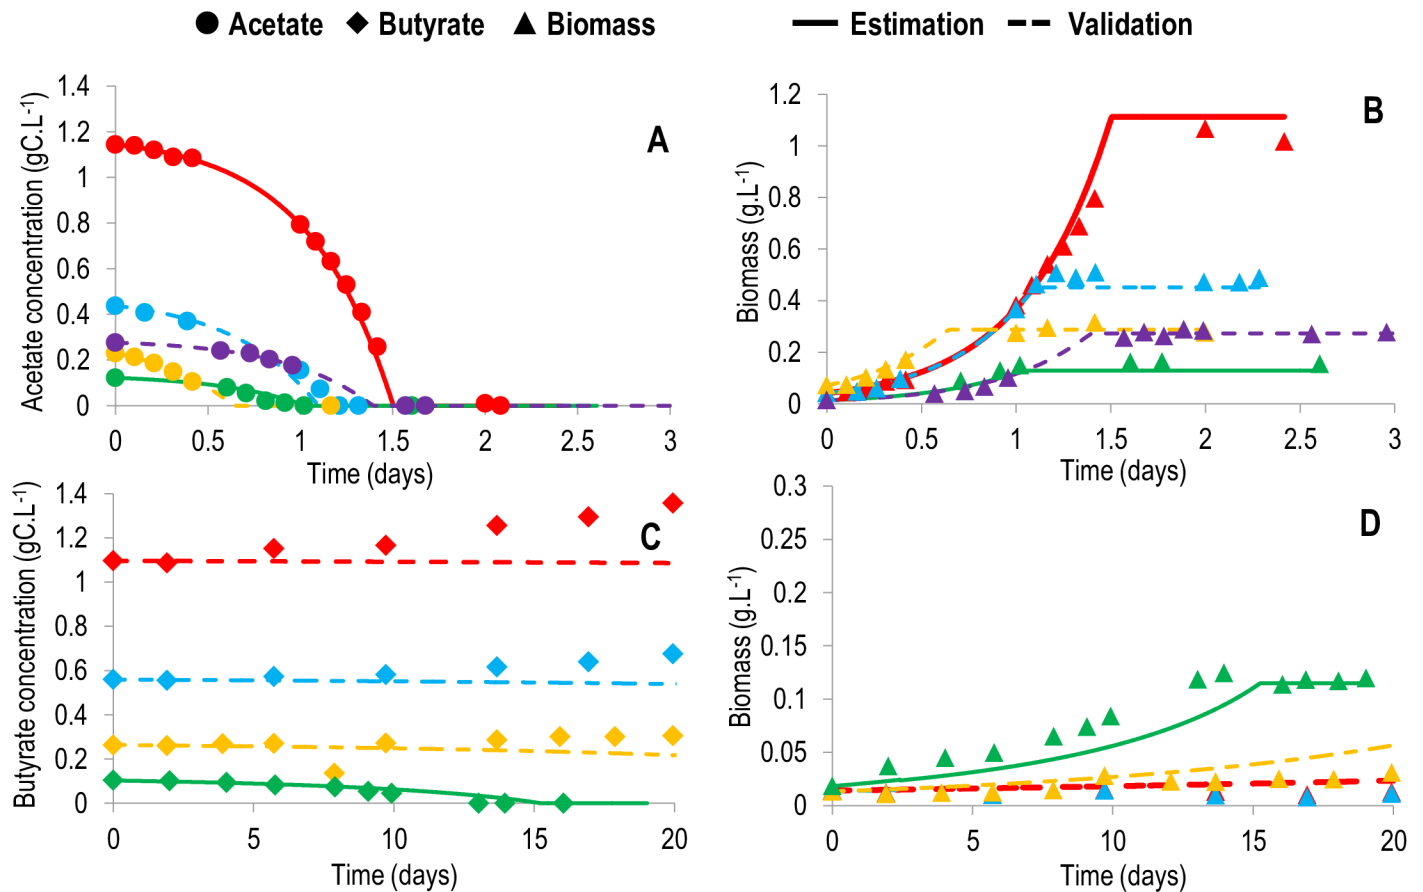 Acetate Butyrate Biomass Estimation Validation
A
Acetate concentration (gC.L-1)
1.4
1.2
1
0.8
0.6
0.4
0.2
0
0 0.5 1 1.5 2 2.5 3
Time (days)
B
Biomass (g.L-1)
1.2
1
0.8
0.6
0.4
0.2
0
0 0.5 1 1.5 2 2.5 3
Time (days)
C
Butyrate concentration (gC.L-1)
1.4
1.2
1
0.8
0.6
0.4
0.2
0
0 5 10 15 20
Time (days)
D
Biomass (g.L-1)
0.3
0.25
0.2
0.15
0.1
0.05
0
0 5 10 15 20
Time (days)